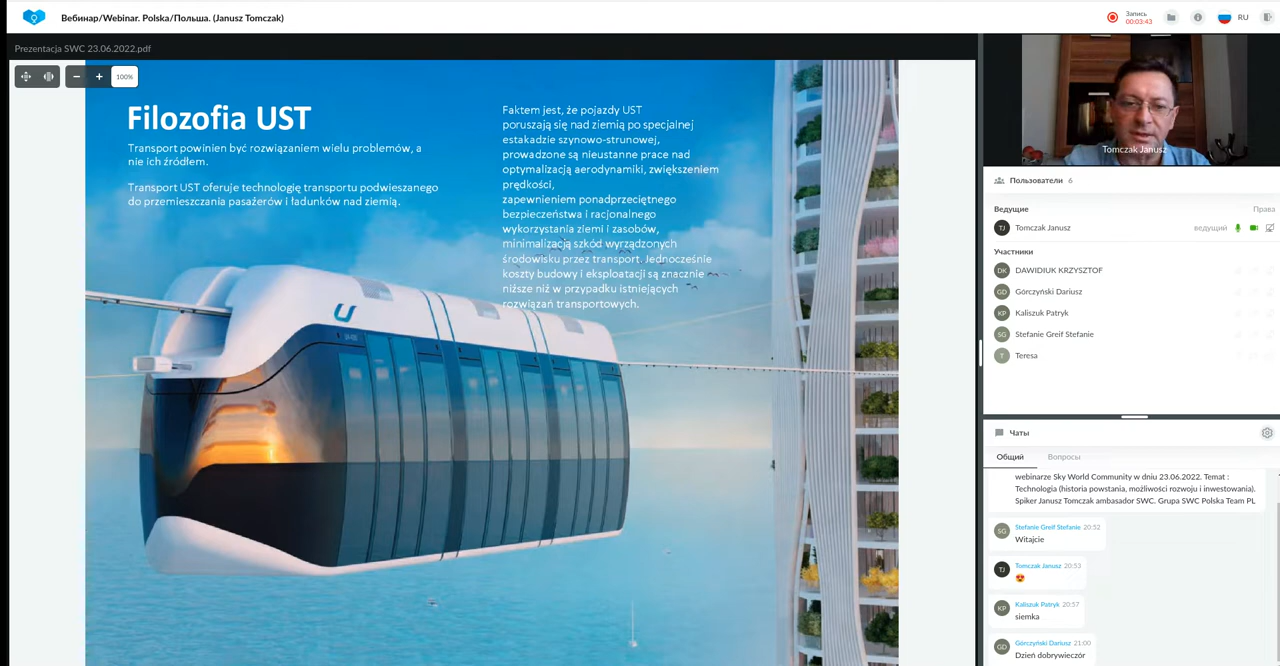 Вебинар/Webinar. Polska/Польша. (Janusz Tomczak)
Запись
00:03:43
RU
Prezentacja SWC 23.06.2022.pdf
100%
Filozofia UST
Transport powinien być rozwiązaniem wielu problemów, a
nie ich źródłem.
Transport UST oferuje technologię transportu podwieszanego
do przemieszczania pasażerów i ładunków nad ziemią.
Faktem jest, że pojazdy UST
poruszają się nad ziemią po specjalnej
estakadzie szynowo-strunowej,
prowadzone są nieustanne prace nad
optymalizacją aerodynamiki, zwiększeniem
prędkości,
zapewnieniem ponadprzeciętnego
bezpieczeństwa i racjonalnego
wykorzystania ziemi i zasobów,
minimalizacją szkód wyrządzonych
środowisku przez transport. Jednocześnie
koszty budowy i eksploatacji są znacznie
niższe niż w przypadku istniejących
rozwiązań transportowych.
Tomczak Janusz
Пользователи 6
Ведущие Права
TJ Tomczak Janusz ведущий
Участники
DK DAWIDIUK KRZYSZTOF
GD Górczyński Dariusz
KP Kaliszuk Patryk
SG Stefanie Greif Stefanie
T Teresa
Чаты
Общий Вопросы
webinarze Sky World Community w dniu 23.06.2022. Temat :
Technologia (historia powstania, możliwości rozwoju i inwestowania).
Spiker Janusz Tomczak ambasador SWC. Grupa SWC Polska Team PL
SG Stefanie Greif Stefanie 20:52
Witajcie
TJ Tomczak Janusz 20:53
😍
KP Kaliszuk Patryk 20:57
siemka
GD Górczyński Dariusz 21:00
Dzień dobrywieczór